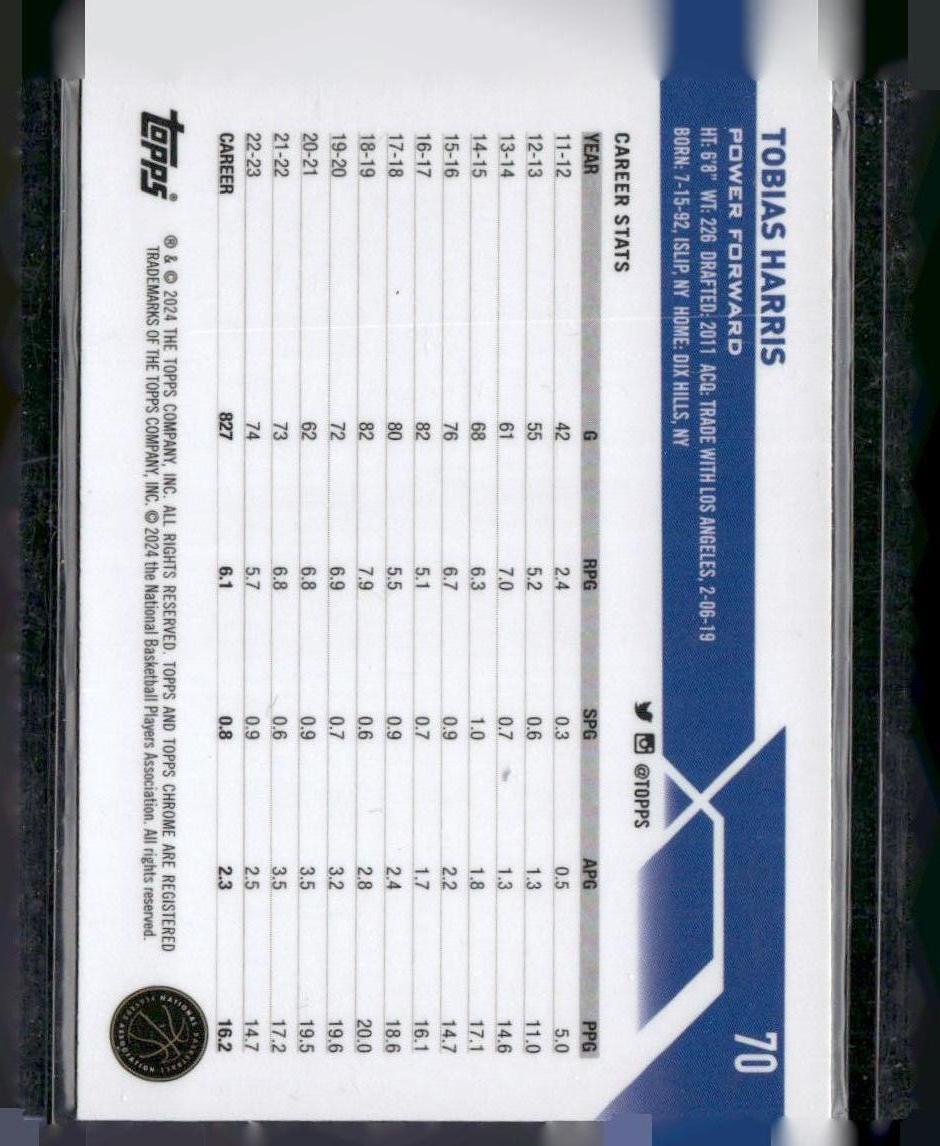 TOBIAS HARRIS
70
POWER FORWARD
HT: 6'8" WT: 226 DRAFTED: 2011 ACQ: TRADE WITH LOS ANGELES, 2-06-19
BORN: 7-15-92, ISLIP, NY HOME: DIX HILLS, NY
@TOPPS
CAREER STATS
YEAR G RPG SPG APG PPG
11-12 42 2.4 0.3 0.5 5.0
12-13 55 5.2 0.6 1.3 11.0
13-14 61 7.0 0.7 1.3 14.6
14-15 68 6.3 1.0 1.8 17.1
15-16 76 6.7 0.9 2.2 14.7
16-17 82 5.1 0.7 1.7 16.1
17-18 80 5.5 0.9 2.4 18.6
18-19 82 7.9 0.6 2.8 20.0
19-20 72 6.9 0.7 3.2 19.6
20-21 62 6.8 0.9 3.5 19.5
21-22 73 6.8 0.6 3.5 17.2
22-23 74 5.7 0.9 2.5 14.7
CAREER 827 6.1 0.8 2.3 16.2
topps®
® & © 2024 THE TOPPS COMPANY, INC. ALL RIGHTS RESERVED. TOPPS AND TOPPS CHROME ARE REGISTERED
TRADEMARKS OF THE TOPPS COMPANY, INC. © 2024 the National Basketball Players Association. All rights reserved.